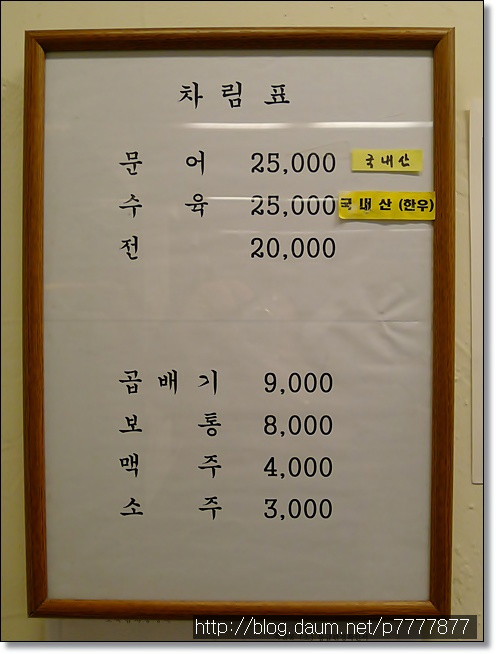 차림표
문어 25,000 국내산
수육 25,000 국내산 (한우)
전 20,000
곱배기 9,000
보통 8,000
맥주 4,000
소주 3,000
http://blog.daum.net/p7777877